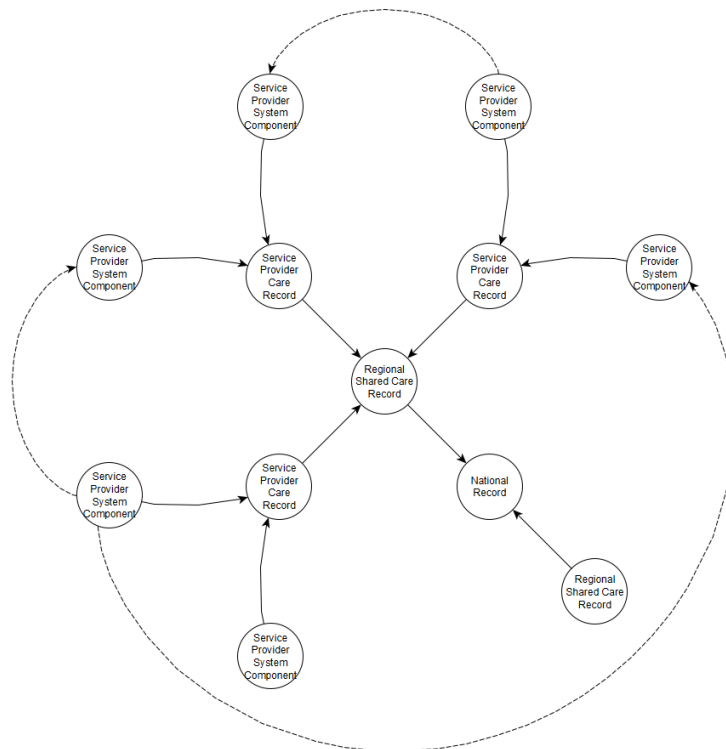 Service
Provider
System
Component
Service
Provider
System
Component
Service
Provider
System
Component
Service
Provider
Care
Record
Service
Provider
Care
Record
Service
Provider
System
Component
Regional
Shared Care
Record
Service
Provider
System
Component
Service
Provider
Care
Record
National
Record
Regional
Shared Care
Record
Service
Provider
System
Component